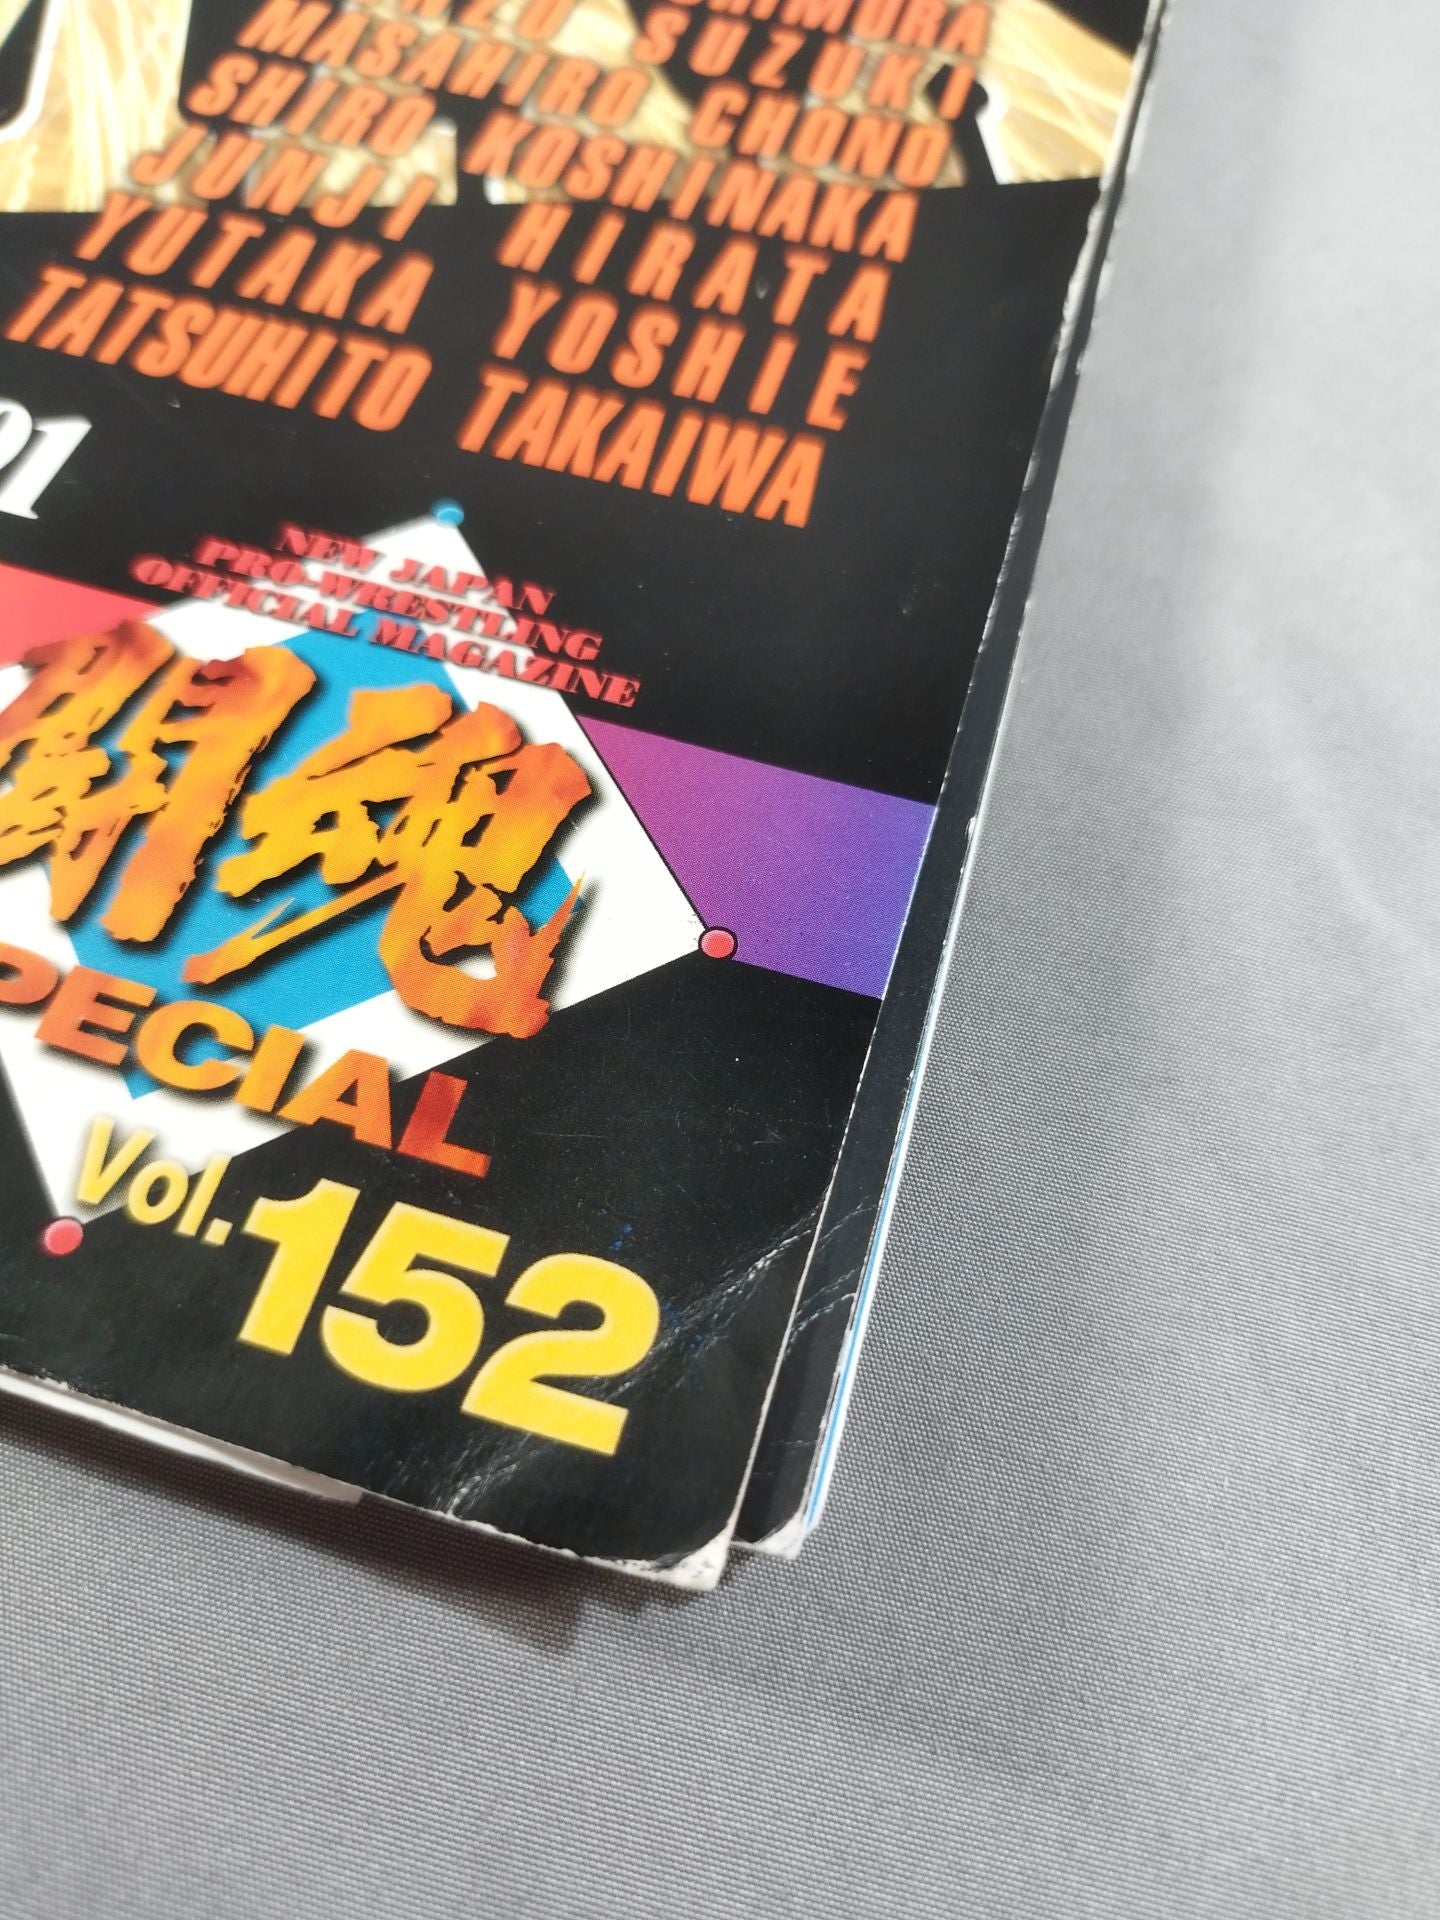 SUZUKI
MASAHIRO CHONO
SHIRO KOSHINAKA
JUNJI HIRATA
YUTAKA YOSHIE
TATSUHITO TAKAIWA
NEW JAPAN
PRO-WRESTLING
OFFICIAL MAGAZINE
闘魂
PECIAL
Vol.152